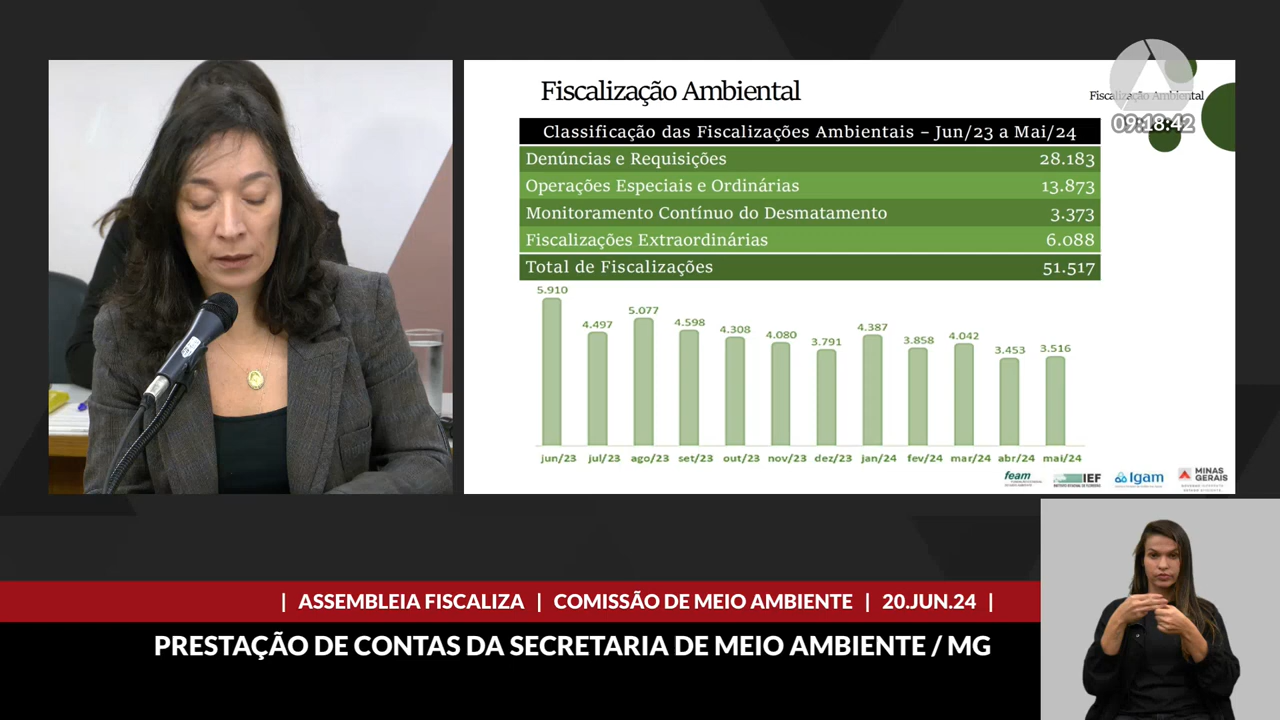 Fiscalização Ambiental
Fiscalização Ambiental
09:18:42
Classificação das Fiscalizações Ambientais – Jun/23 a Mai/24
Denúncias e Requisições 28.183
Operações Especiais e Ordinárias 13.873
Monitoramento Contínuo do Desmatamento 3.373
Fiscalizações Extraordinárias 6.088
Total de Fiscalizações 51.517
5.910 4.497 5.077 4.598 4.308 4.080 3.791 4.387 3.858 4.042 3.453 3.516
jun/23 jul/23 ago/23 set/23 out/23 nov/23 dez/23 jan/24 fev/24 mar/24 abr/24 mai/24
feam IEF Igam MINAS GERAIS
| ASSEMBLEIA FISCALIZA | COMISSÃO DE MEIO AMBIENTE | 20.JUN.24 |
PRESTAÇÃO DE CONTAS DA SECRETARIA DE MEIO AMBIENTE / MG